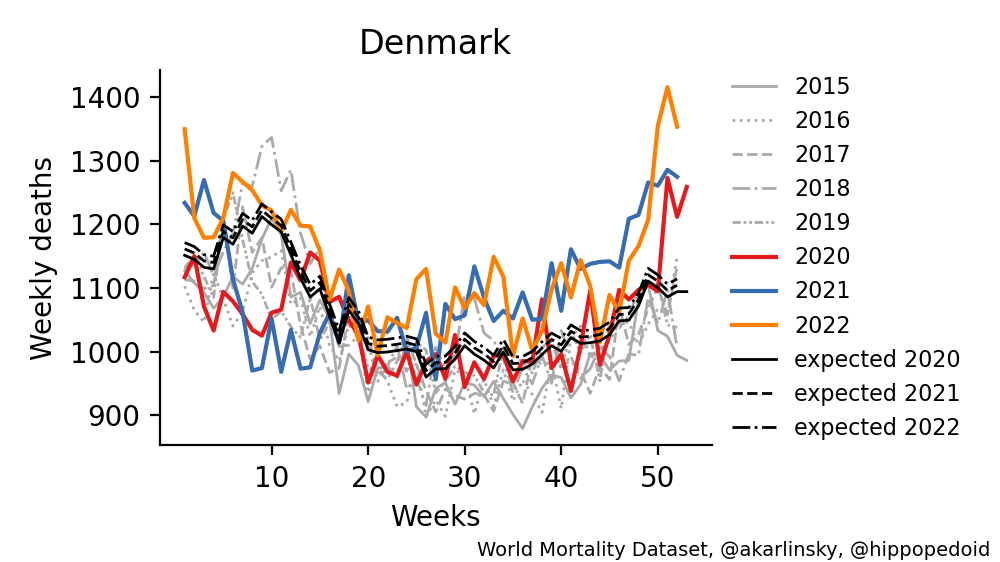 Denmark
Weekly deaths
1400
1300
1200
1100
1000
900
10 20 30 40 50
Weeks
2015
2016
2017
2018
2019
2020
2021
2022
expected 2020
expected 2021
expected 2022
World Mortality Dataset, @akarlinsky, @hippopedoid